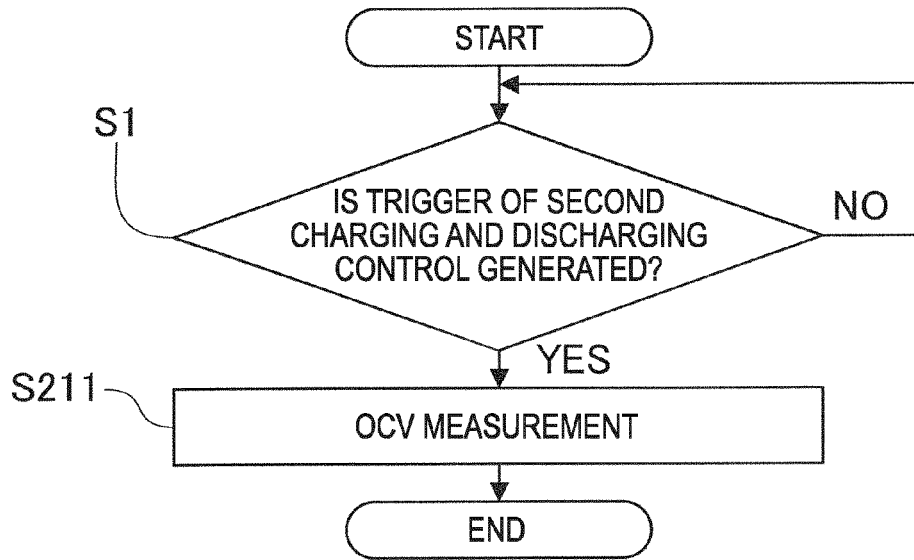 START
S1
IS TRIGGER OF SECOND
CHARGING AND DISCHARGING
CONTROL GENERATED?
NO
YES
S211
OCV MEASUREMENT
END